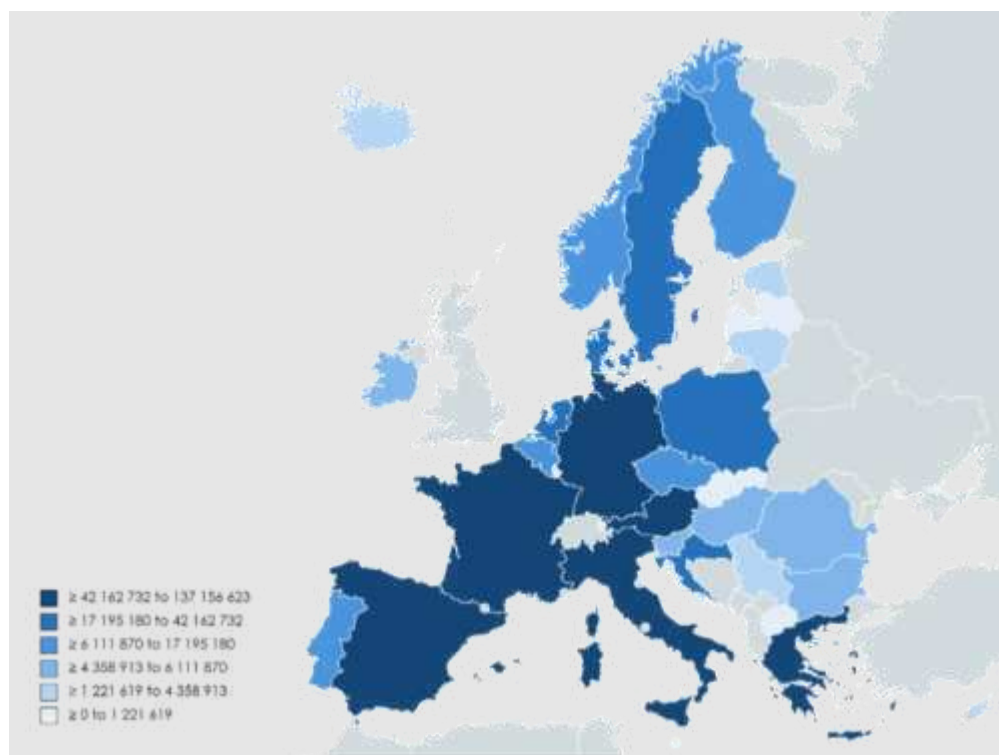 ≥ 42 162 732 to 137 156 623
≥ 17 195 180 to 42 162 732
≥ 6 111 870 to 17 195 180
≥ 4 358 913 to 6 111 870
≥ 1 221 619 to 4 358 913
≥ 0 to 1 221 619